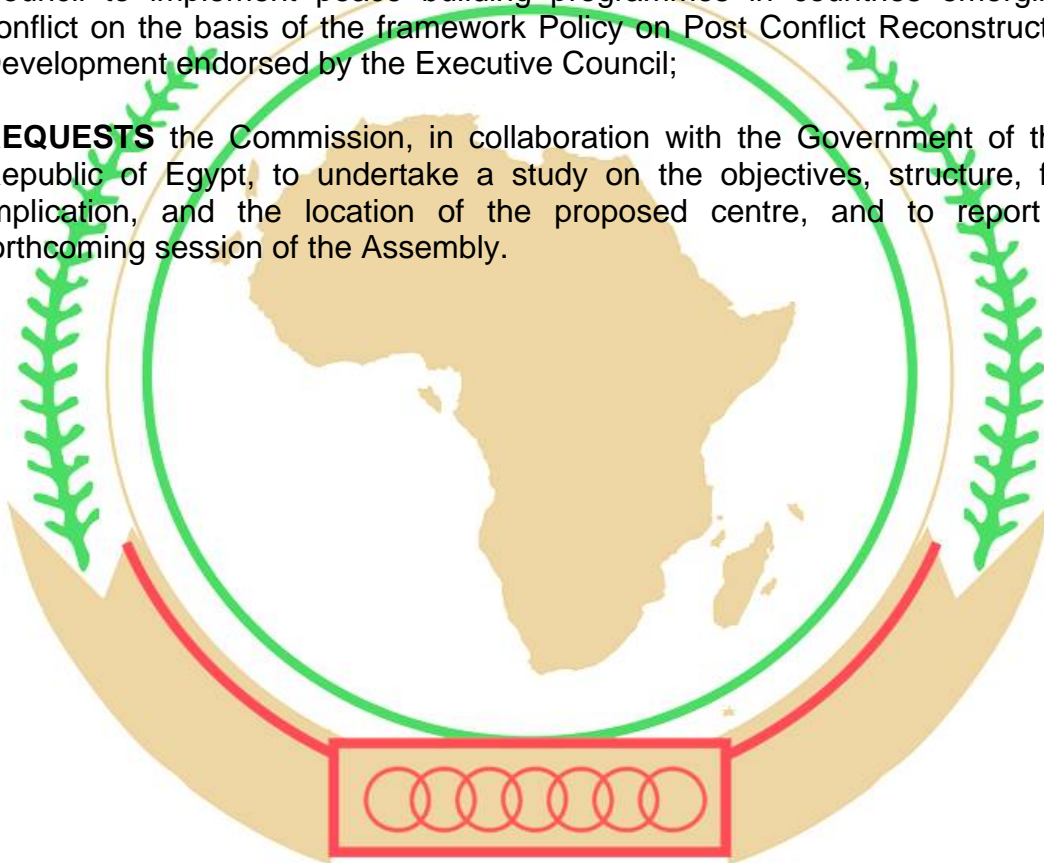 ouncil to implement peace building programmes in countries emergi
onflict on the basis of the framework Policy on Post Conflict Reconstruct
Development endorsed by the Executive Council;
EQUESTS the Commission, in collaboration with the Government of th
Republic of Egypt, to undertake a study on the objectives, structure, f
mplication, and the location of the proposed centre, and to report
orthcoming session of the Assembly.